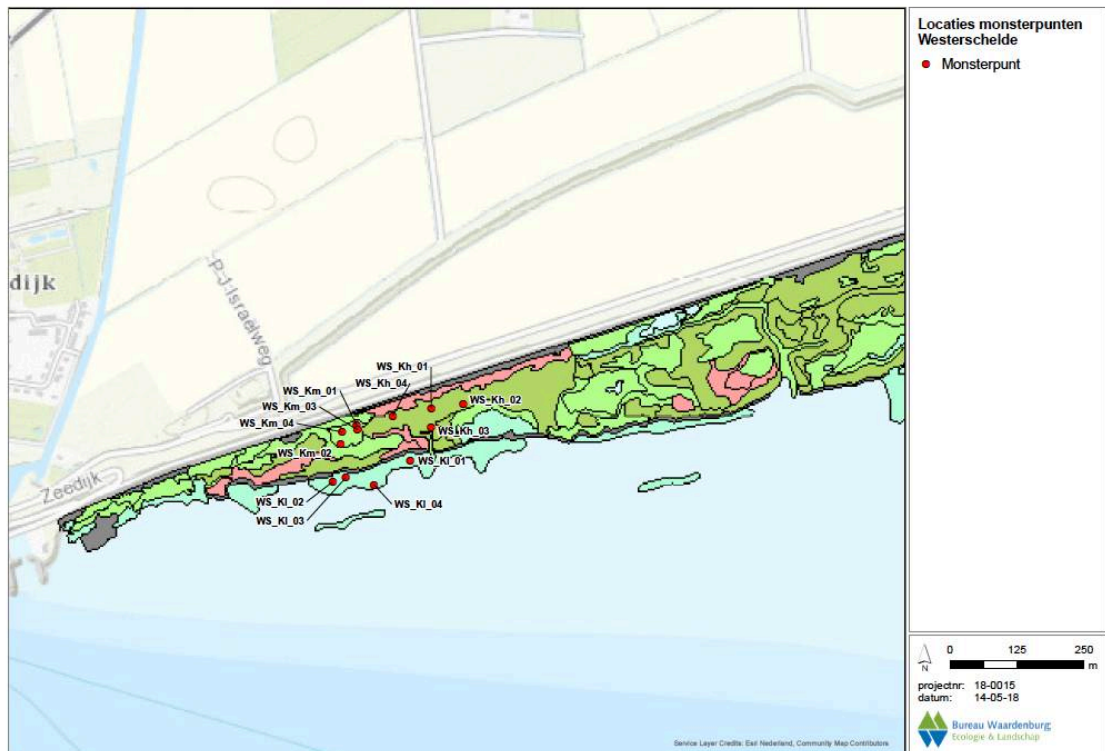 Locaties monsterpunten
Westerschelde
Monsterpunt
P-J-Israëlweg
dijk
Zeedijk
WS_Kh_01
WS_Kh_04
WS_Km_01
WS_Km_03
WS_Km_04
WS_Kh_02
WS_Kh_03
WS_Km_02
WS_Kl_01
WS_Kl_02
WS_Kl_04
WS_Kl_03
0 125 250
m
N
projectnr: 18-0015
datum: 14-05-18
Bureau Waardenburg
Ecologie & Landschap
Service Layer Credits: Esri Nederland, Community Map Contributors